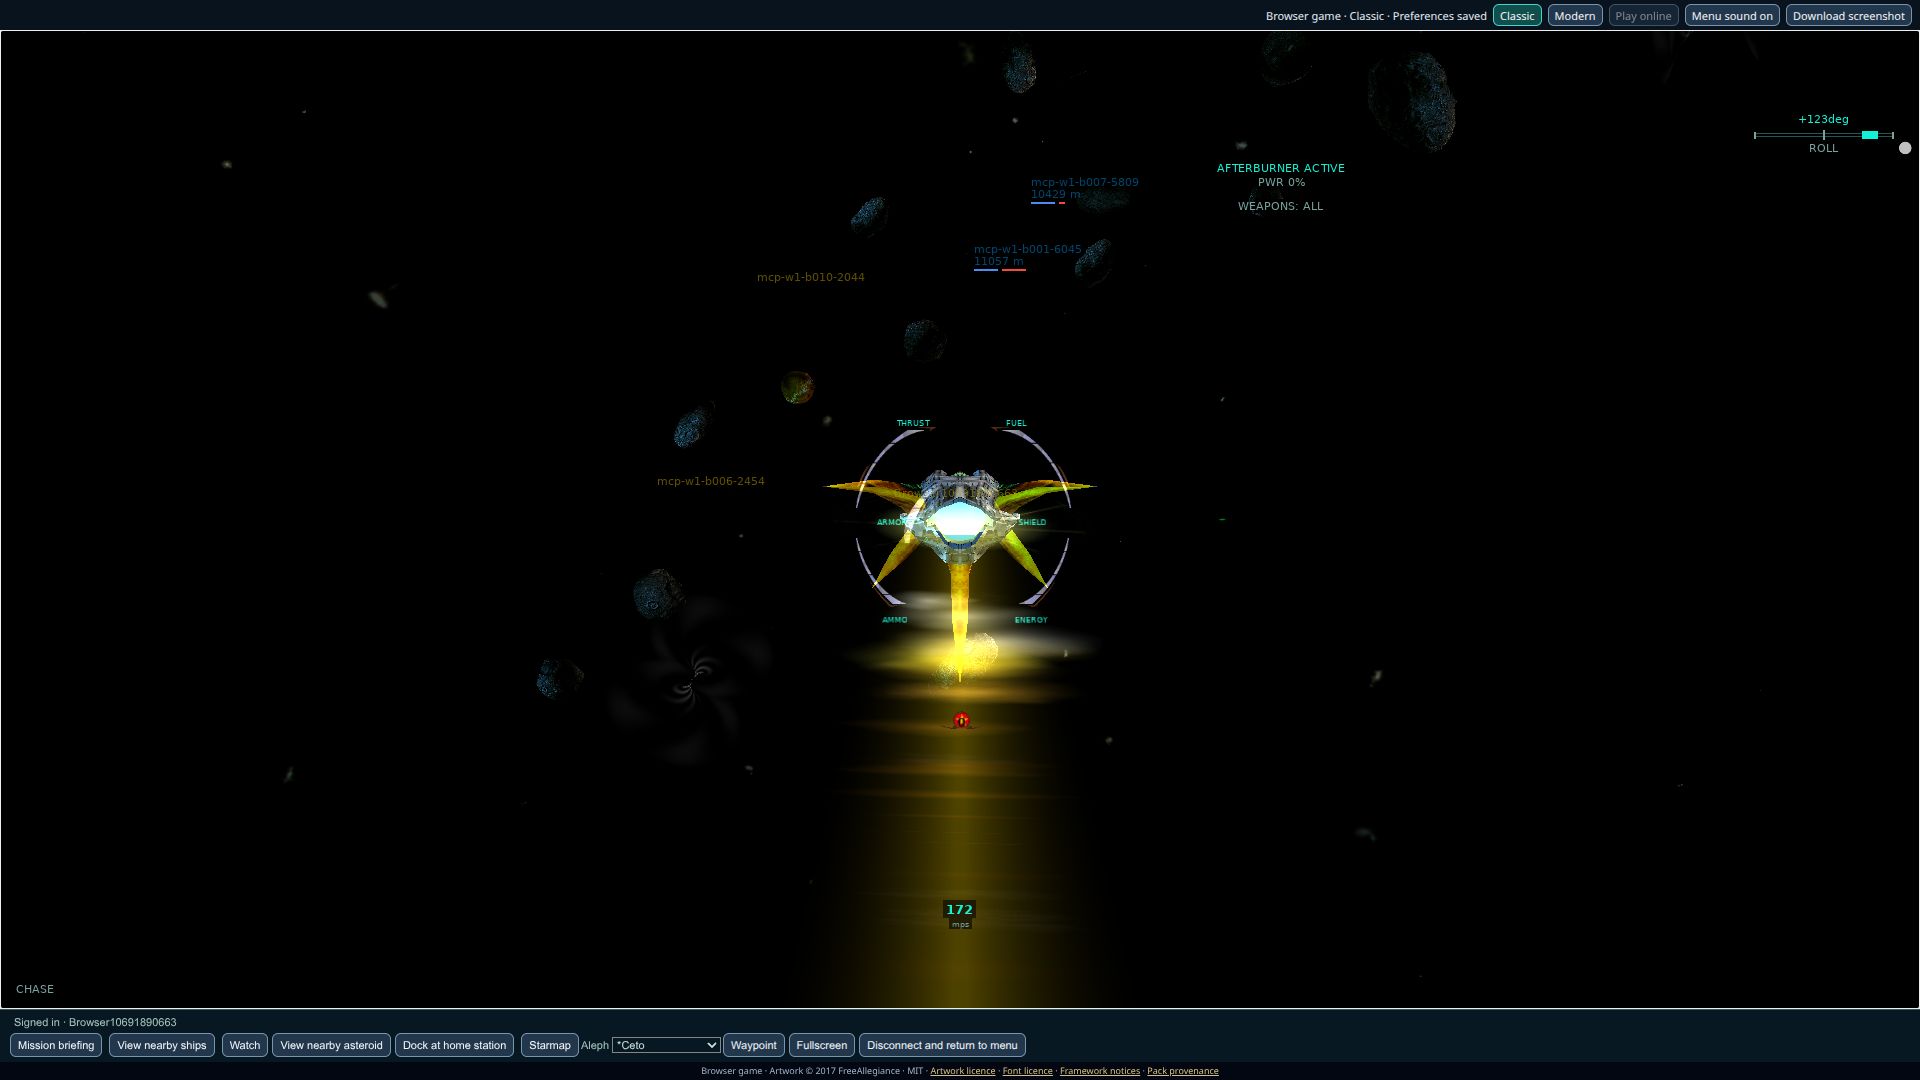 Browser game · Classic · Preferences saved Classic Modern Play online Menu sound on Download screenshot
+123deg
ROLL
AFTERBURNER ACTIVE
PWR 0%
WEAPONS: ALL
mcp-w1-b007-5809
10429 m
mcp-w1-b001-6045
11057 m
mcp-w1-b010-2044
THRUST FUEL
mcp-w1-b006-2454
ARMOR SHIELD
AMMO ENERGY
172
mps
CHASE
Signed in · Browser10691890663
Mission briefing View nearby ships Watch View nearby asteroid Dock at home station Starmap Aleph *Ceto Waypoint Fullscreen Disconnect and return to menu
Browser game · Artwork © 2017 FreeAllegiance · MIT · Artwork licence · Font licence · Framework notices · Pack provenance